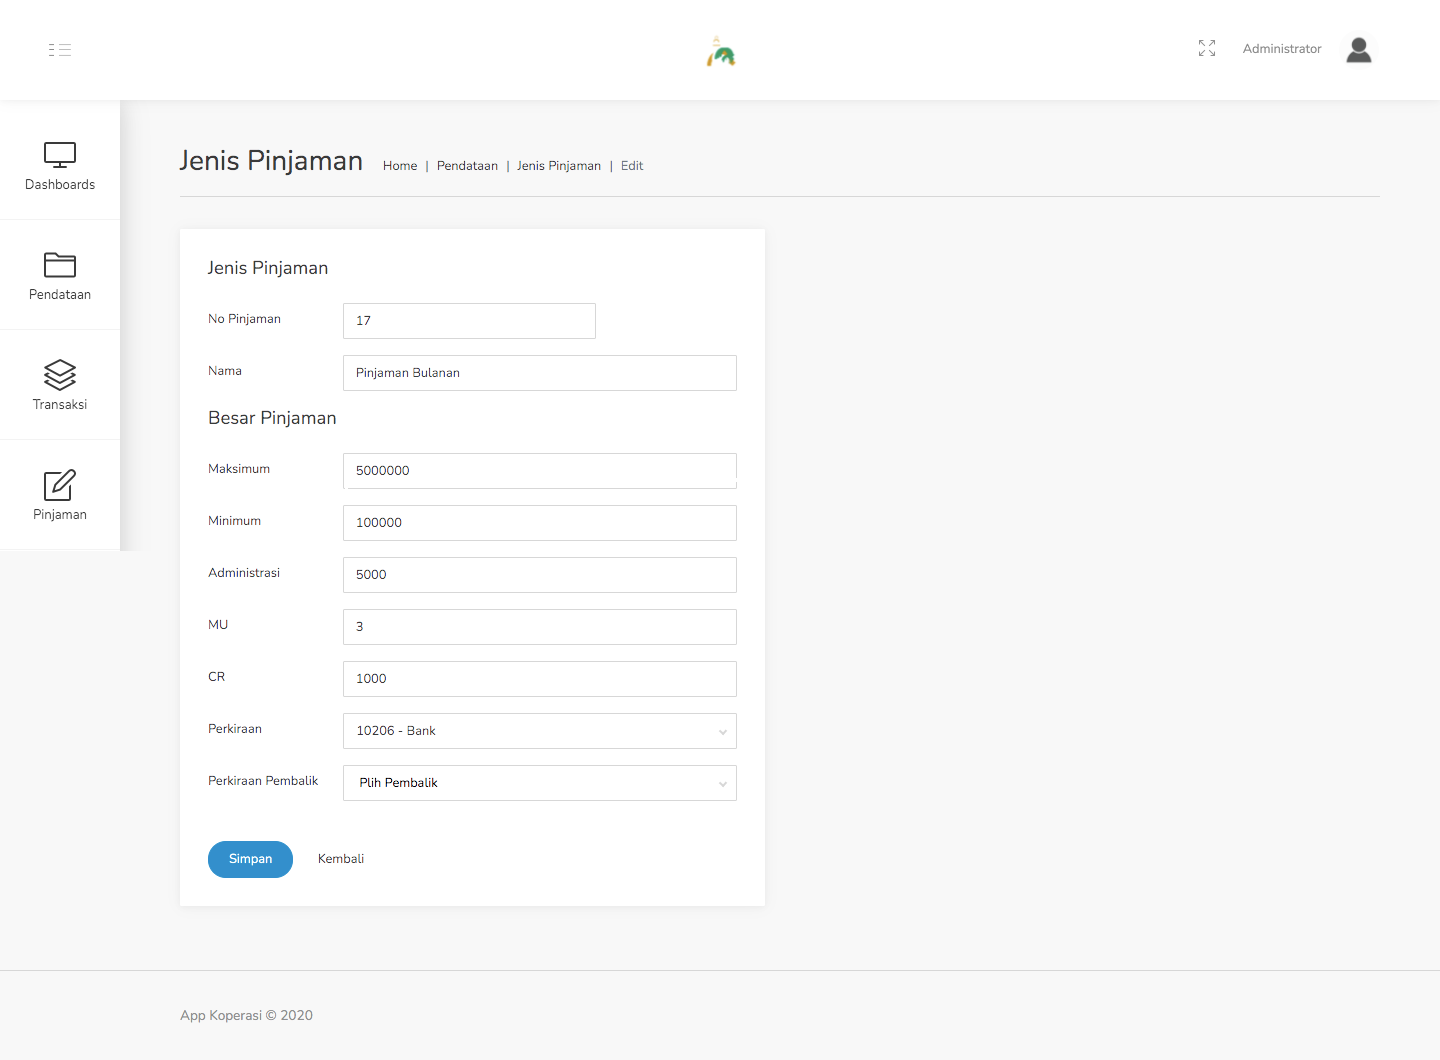 Administrator
Dashboards
Pendataan
Transaksi
Pinjaman
Jenis Pinjaman
Home | Pendataan | Jenis Pinjaman | Edit
Jenis Pinjaman
No Pinjaman 17
Nama Pinjaman Bulanan
Besar Pinjaman
Maksimum 5000000
Minimum 100000
Administrasi 5000
MU 3
CR 1000
Perkiraan 10206 - Bank
Perkiraan Pembalik Plih Pembalik
Simpan Kembali
App Koperasi © 2020